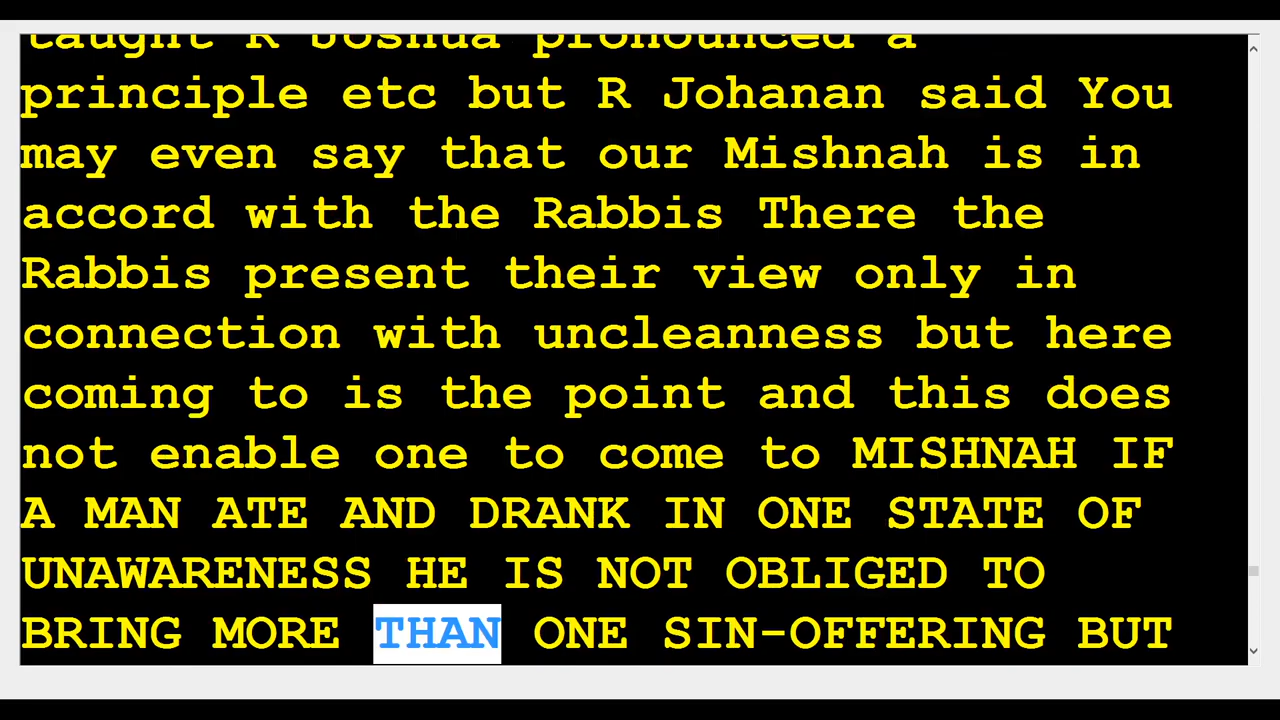 taught R Joshua pronounced a
principle etc but R Johanan said You
may even say that our Mishnah is in
accord with the Rabbis There the
Rabbis present their view only in
connection with uncleanness but here
coming to is the point and this does
not enable one to come to MISHNAH IF
A MAN ATE AND DRANK IN ONE STATE OF
UNAWARENESS HE IS NOT OBLIGED TO
BRING MORE THAN ONE SIN-OFFERING BUT